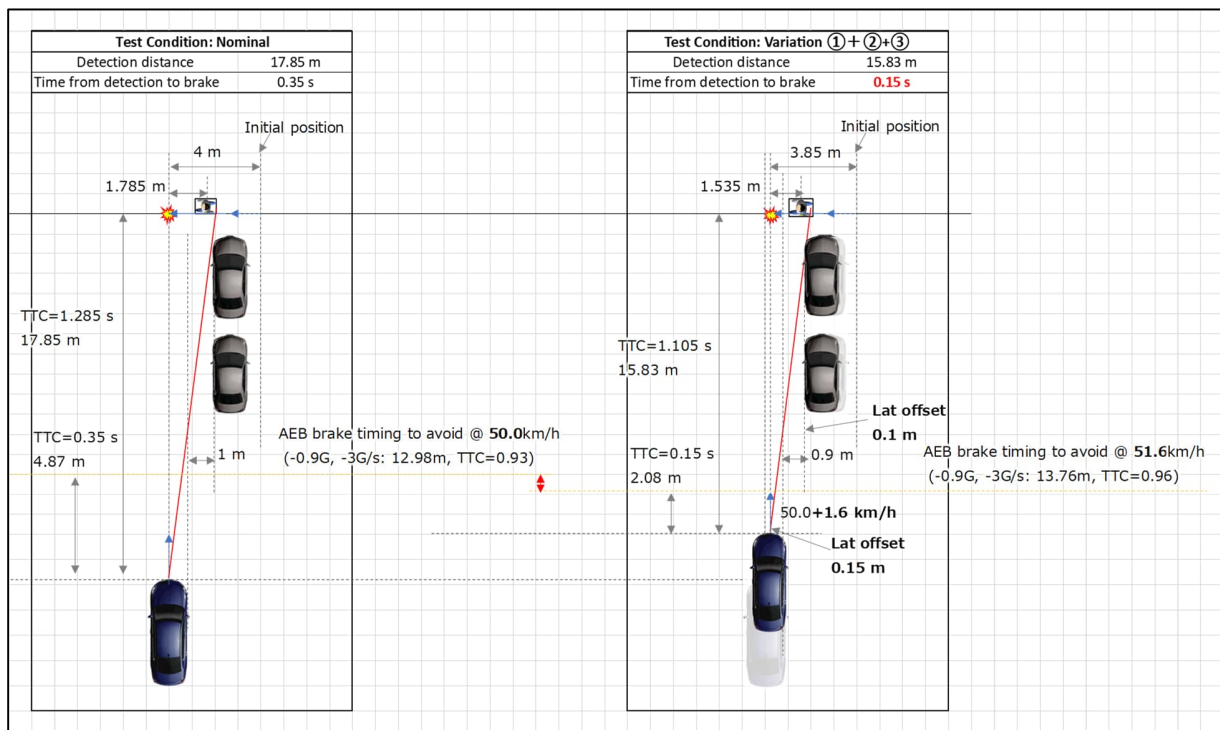 Test Condition: Nominal
Detection distance 17.85 m
Time from detection to brake 0.35 s
Initial position
4 m
1.785 m
TTC=1.285 s
17.85 m
TTC=0.35 s
4.87 m
1 m
AEB brake timing to avoid @ 50.0km/h
(-0.9G, -3G/s: 12.98m, TTC=0.93)
Test Condition: Variation ①+②+③
Detection distance 15.83 m
Time from detection to brake 0.15 s
Initial position
3.85 m
1.535 m
TTC=1.105 s
15.83 m
Lat offset
0.1 m
TTC=0.15 s
2.08 m
0.9 m
AEB brake timing to avoid @ 51.6km/h
(-0.9G, -3G/s: 13.76m, TTC=0.96)
50.0+1.6 km/h
Lat offset
0.15 m